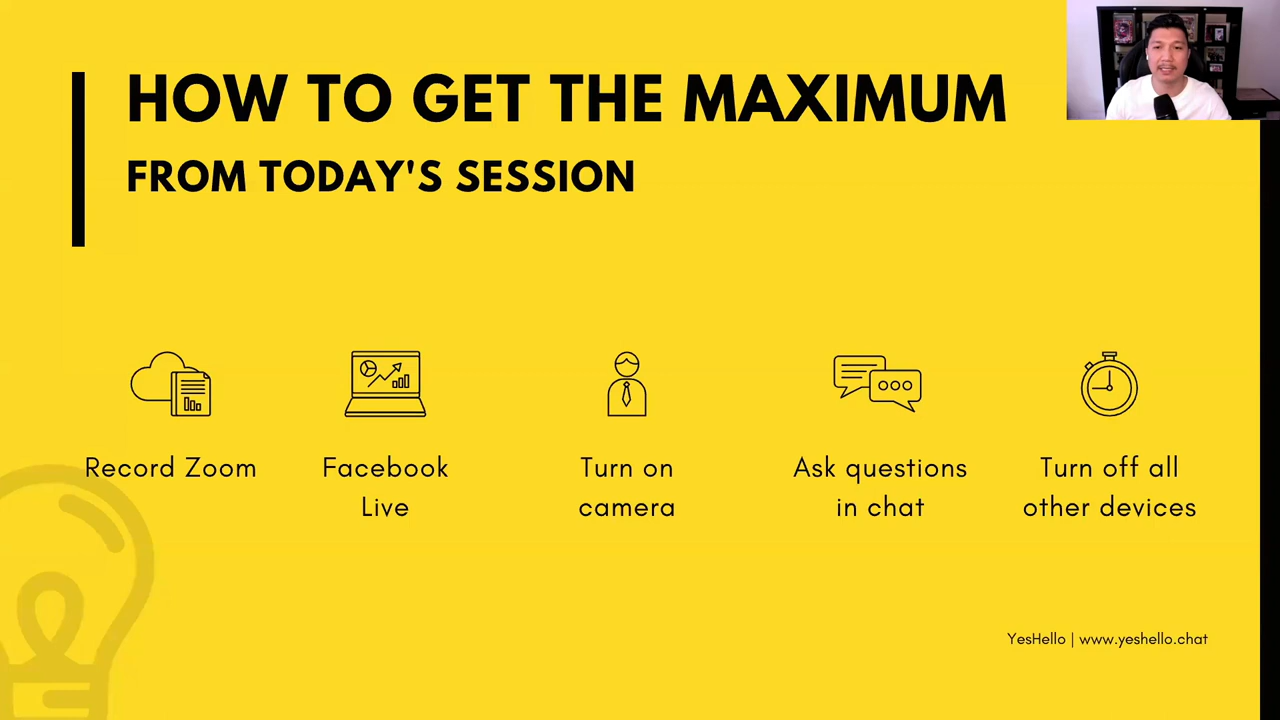 HOW TO GET THE MAXIMUM
FROM TODAY'S SESSION
Record Zoom
Facebook
Live
Turn on
camera
Ask questions
in chat
Turn off all
other devices
YesHello | www.yeshello.chat